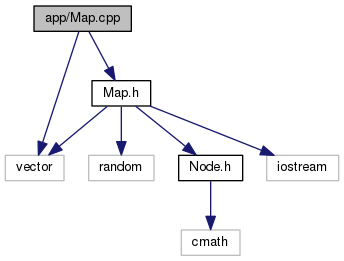 app/Map.cpp
Map.h
vector
random
Node.h
iostream
cmath